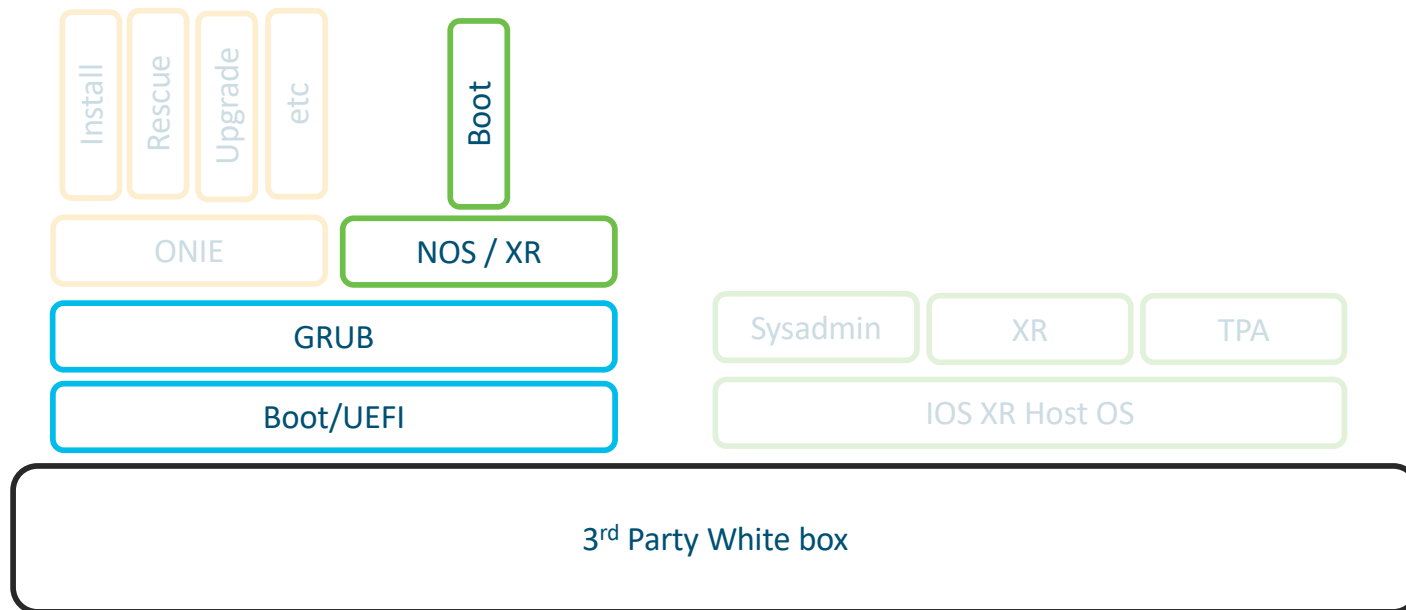 Install
Rescue
Upgrade
etc
Boot
ONIE
NOS / XR
GRUB
Boot/UEFI
Sysadmin
XR
TPA
IOS XR Host OS
3rd Party White box